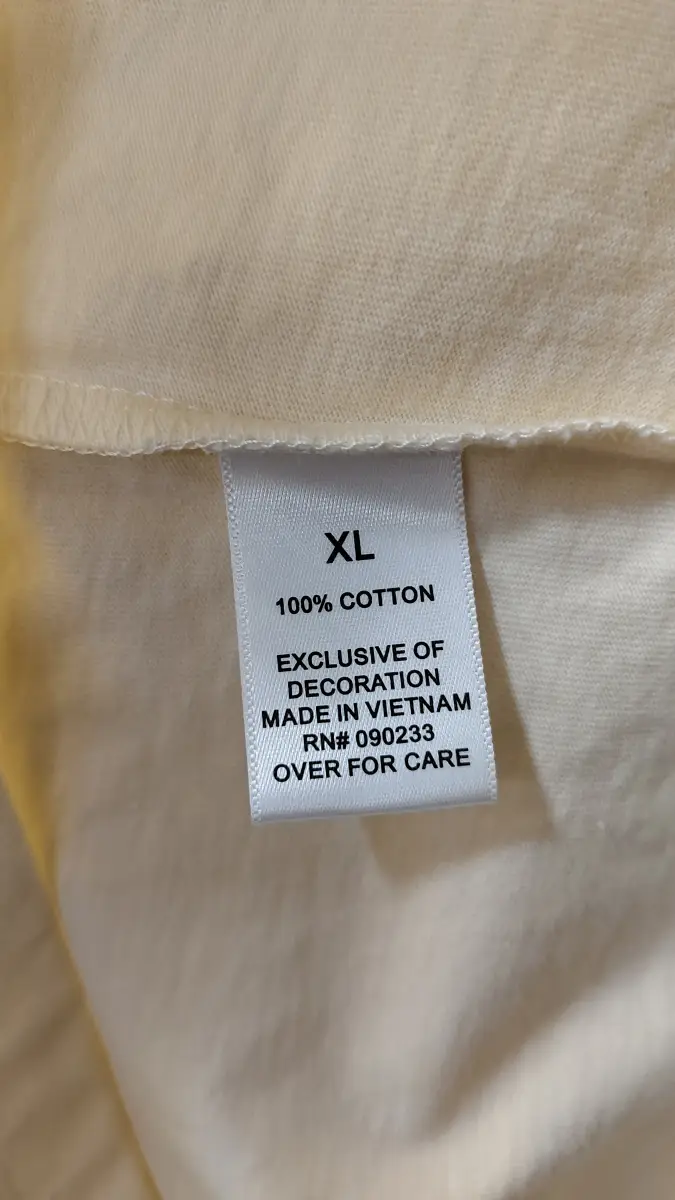 XL
100% COTTON
EXCLUSIVE OF
DECORATION
MADE IN VIETNAM
RN# 090233
OVER FOR CARE